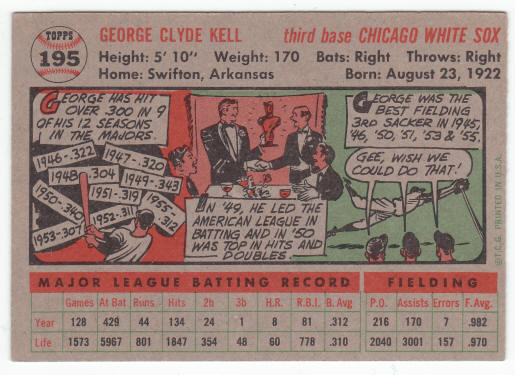 TOPPS
195
GEORGE CLYDE KELL
third base CHICAGO WHITE SOX
Height: 5' 10" Weight: 170 Bats: Right Throws: Right
Home: Swifton, Arkansas Born: August 23, 1922
GEORGE HAS HIT
OVER .300 IN 9
OF HIS 12 SEASONS
IN THE MAJORS.
1946-.322
1947-.320
1948-.304
1949-.343
1950-.340
1951-.319
1952-.311
1953-.307
1955-.312
IN '49, HE LED THE
AMERICAN LEAGUE IN
BATTING AND IN '50
WAS TOP IN HITS AND
DOUBLES.
GEORGE WAS THE
BEST FIELDING
3RD SACKER IN 1945,
'46, '50, '51, '53 & '55.
GEE, WISH WE
COULD DO THAT!
©T.C.G. PRINTED IN U.S.A.
MAJOR LEAGUE BATTING RECORD FIELDING
Games At Bat Runs Hits 2b 3b H.R. R.B.I. B. Avg P.O. Assists Errors F. Avg.
Year 128 429 44 134 24 1 8 81 .312 216 170 7 .982
Life 1573 5967 801 1847 354 48 60 778 .310 2040 3001 157 .970